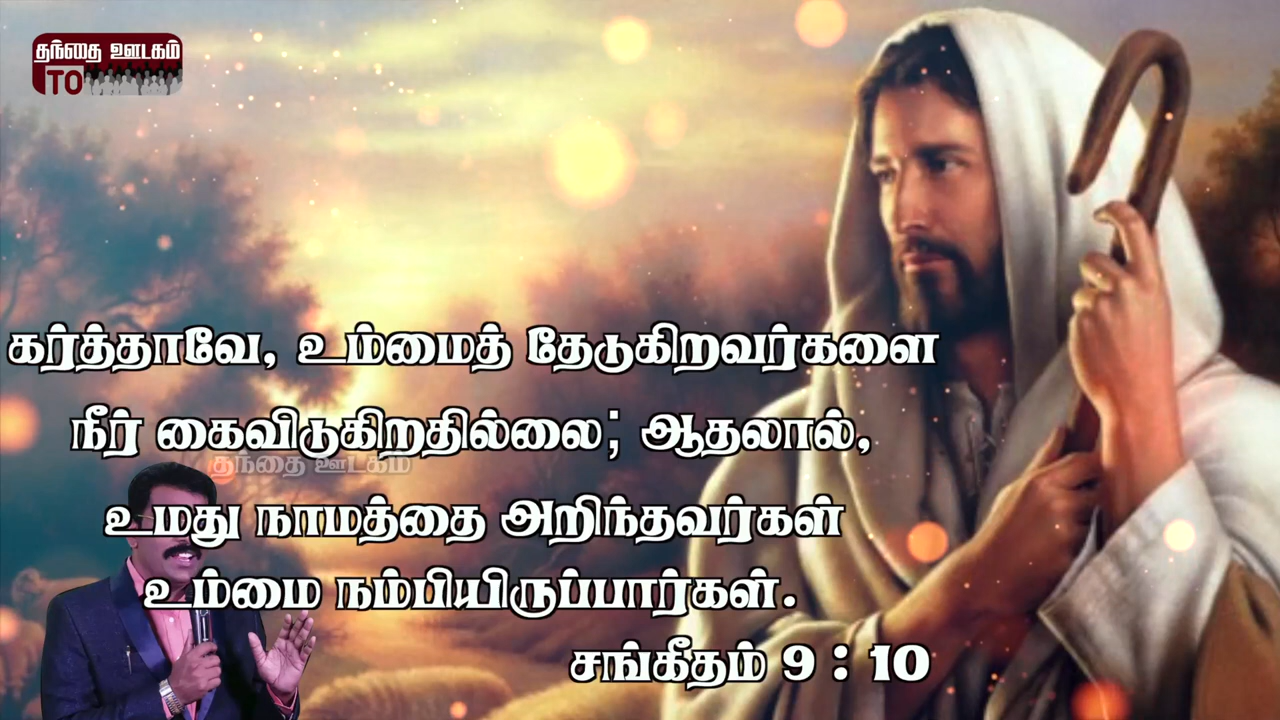 தந்தை ஊடகம்
TO
கர்த்தாவே, உம்மைத் தேடுகிறவர்களை
நீர் கைவிடுகிறதில்லை; ஆதலால்,
தந்தை ஊடகம்
உமது நாமத்தை அறிந்தவர்கள்
உம்மை நம்பியிருப்பார்கள்.
சங்கீதம் 9 : 10